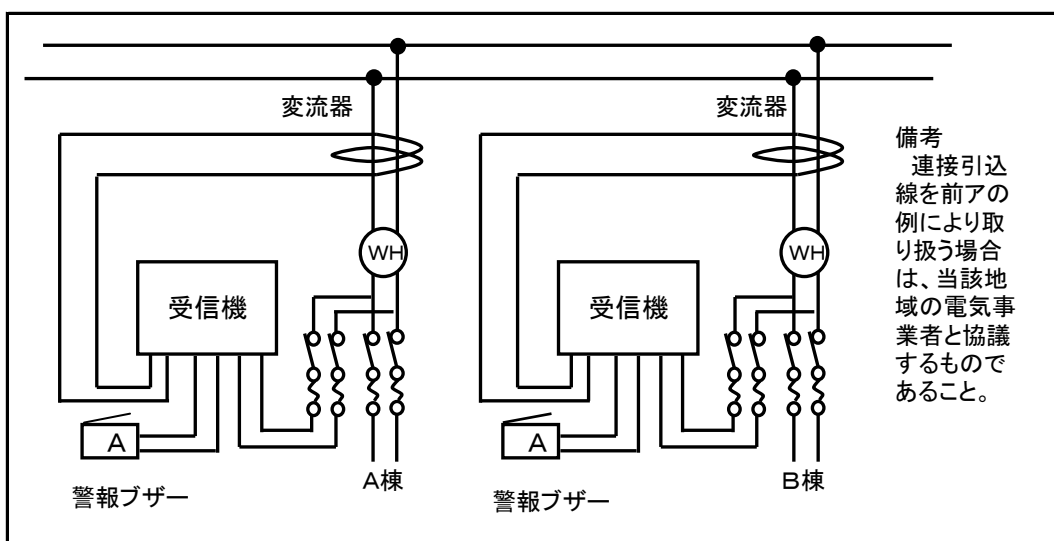 変流器
WH
受信機
A
警報ブザー
A棟
変流器
WH
受信機
A
警報ブザー
B棟
備考
連接引込
線を前アの
例により取
り扱う場合
は、当該地
域の電気事
業者と協議
するもので
あること。